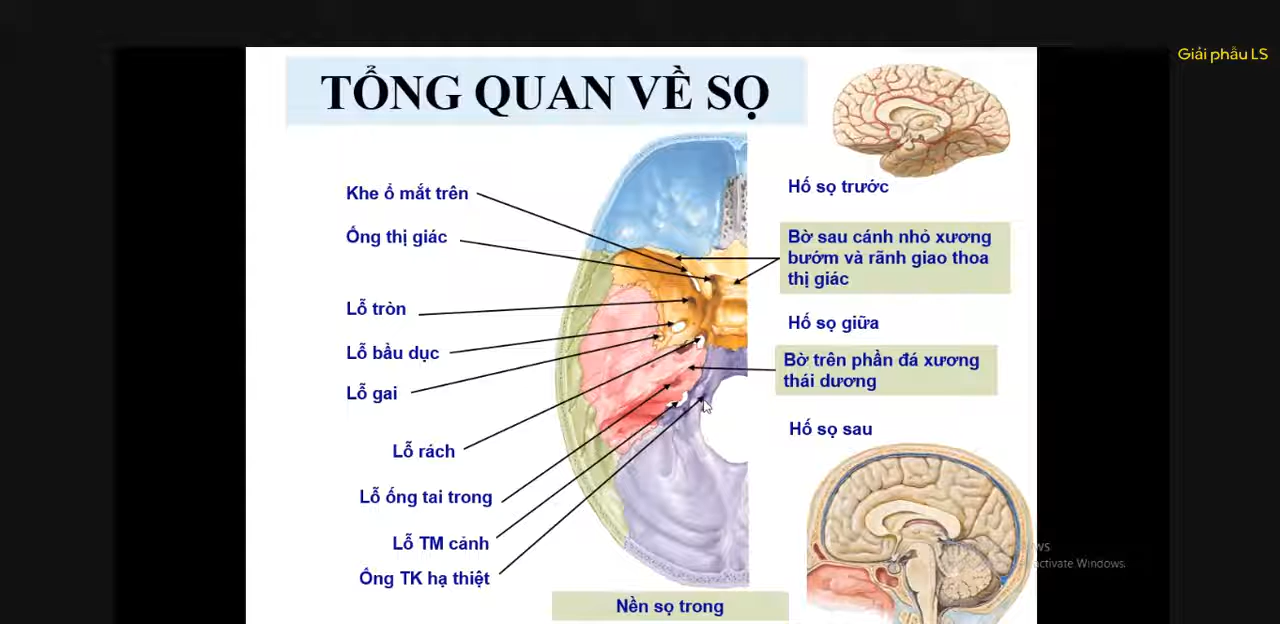 Giải phẫu LS
TỔNG QUAN VỀ SỌ
Khe ổ mắt trên
Ống thị giác
Lỗ tròn
Lỗ bầu dục
Lỗ gai
Lỗ rách
Lỗ ống tai trong
Lỗ TM cảnh
Ống TK hạ thiệt
Hố sọ trước
Bờ sau cánh nhỏ xương
bướm và rãnh giao thoa
thị giác
Hố sọ giữa
Bờ trên phần đá xương
thái dương
Hố sọ sau
Nền sọ trong
Activate Windows.